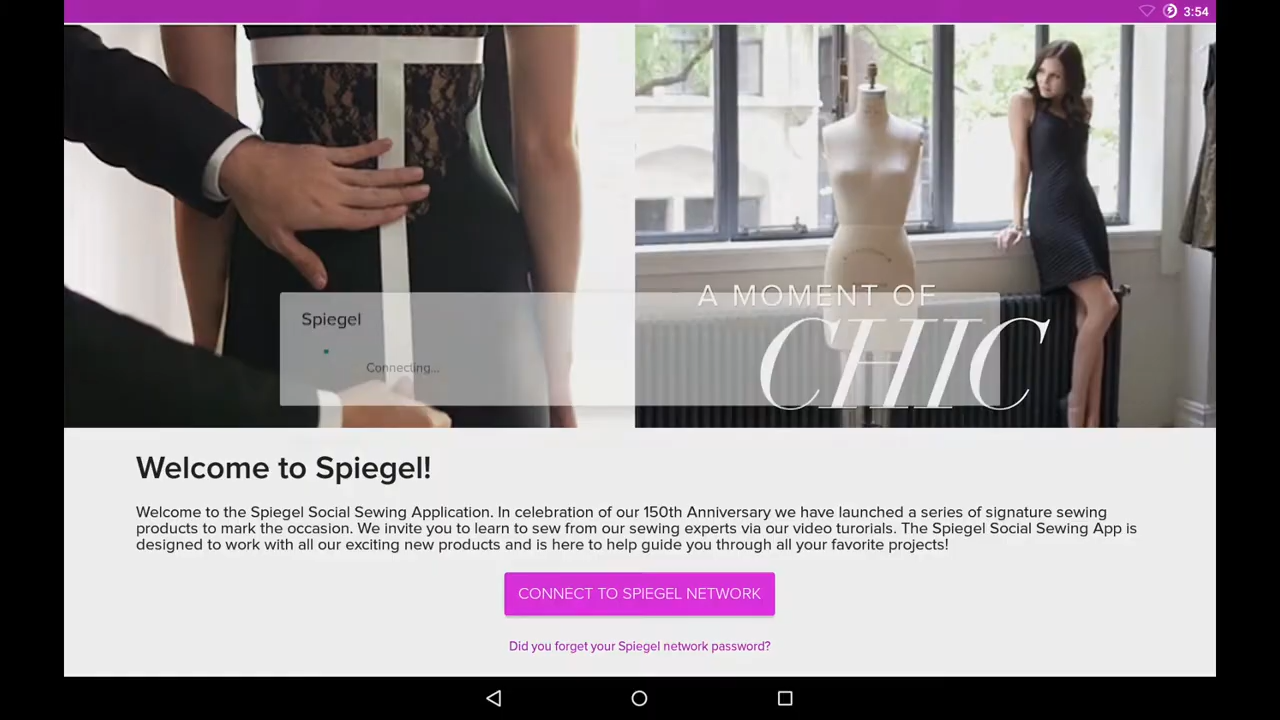 3:54
A MOMENT OF
CHIC
Spiegel
Connecting...
Welcome to Spiegel!
Welcome to the Spiegel Social Sewing Application. In celebration of our 150th Anniversary we have launched a series of signature sewing
products to mark the occasion. We invite you to learn to sew from our sewing experts via our video turorials. The Spiegel Social Sewing App is
designed to work with all our exciting new products and is here to help guide you through all your favorite projects!
CONNECT TO SPIEGEL NETWORK
Did you forget your Spiegel network password?